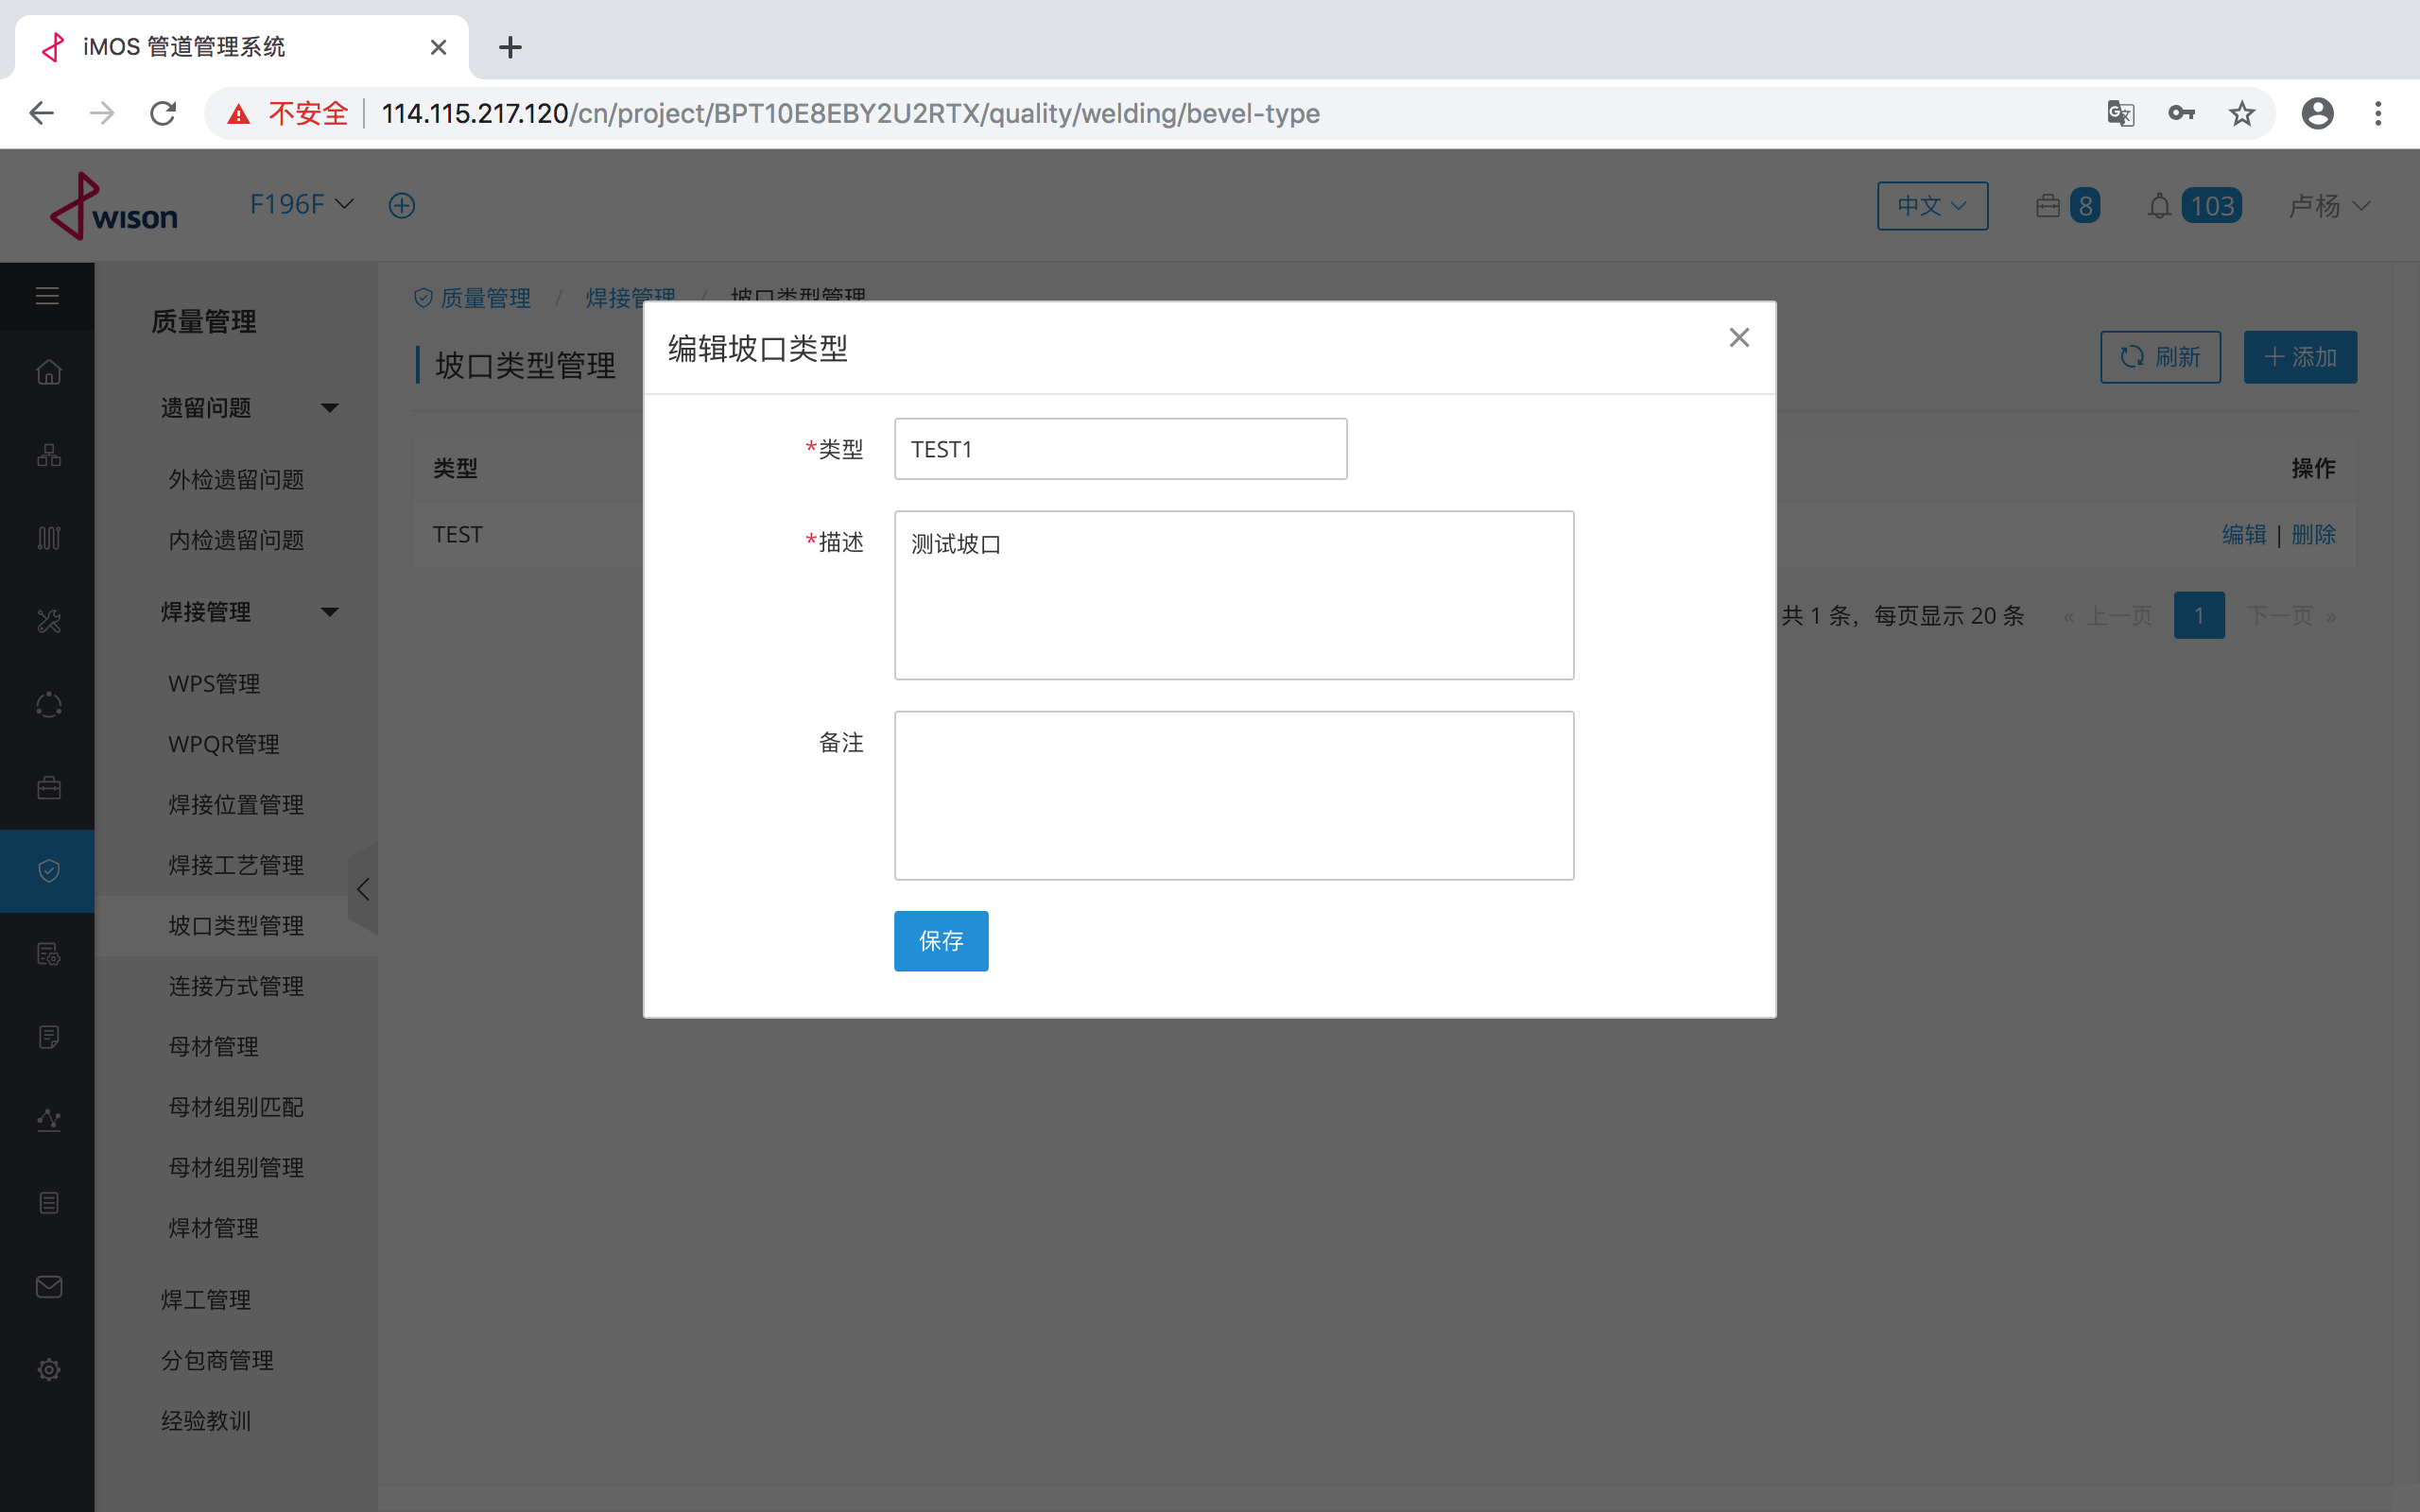 iMOS 管道管理系统
不安全
114.115.217.120/cn/project/BPT10E8EBY2U2RTX/quality/welding/bevel-type
wison
F196F
中文
8
103
卢杨
质量管理
遗留问题
外检遗留问题
内检遗留问题
焊接管理
WPS管理
WPQR管理
焊接位置管理
焊接工艺管理
坡口类型管理
连接方式管理
母材管理
母材组别匹配
母材组别管理
焊材管理
焊工管理
分包商管理
经验教训
质量管理 / 焊接管理 / 坡口类型管理
坡口类型管理
刷新
添加
类型
操作
TEST
编辑 | 删除
共 1 条，每页显示 20 条
« 上一页
1
下一页 »
编辑坡口类型
*类型
TEST1
*描述
测试坡口
备注
保存